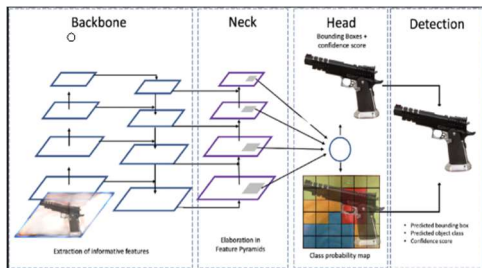 Backbone
Neck
Head
Detection
Bounding Boxes +
confidence score
Extraction of informative features
Elaboration in
Feature Pyramids
Class probability map
• Predicted bounding box
• Predicted object class
• Confidence score